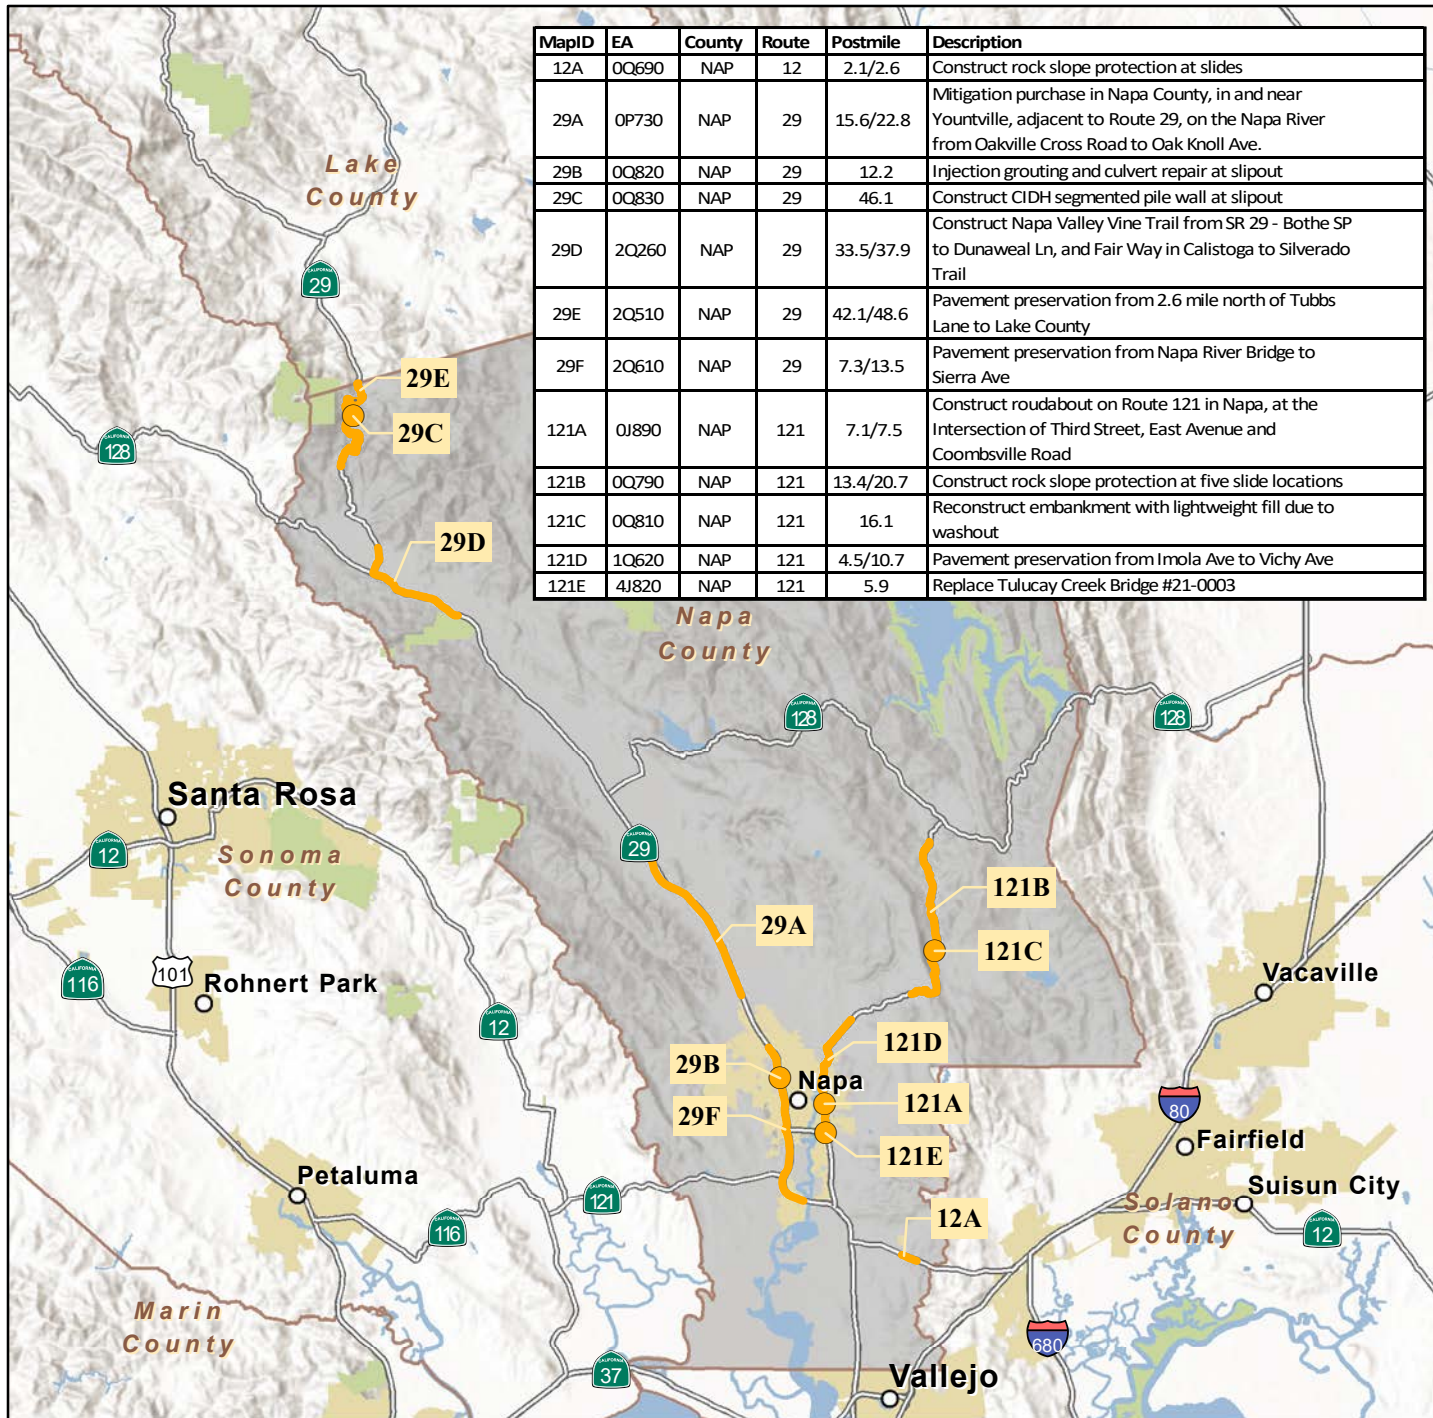 MapID EA County Route Postmile Description
12A 0Q690 NAP 12 2.1/2.6 Construct rock slope protection at slides
29A 0P730 NAP 29 15.6/22.8 Mitigation purchase in Napa County, in and near
Yountville, adjacent to Route 29, on the Napa River
from Oakville Cross Road to Oak Knoll Ave.
29B 0Q820 NAP 29 12.2 Injection grouting and culvert repair at slipout
29C 0Q830 NAP 29 46.1 Construct CIDH segmented pile wall at slipout
29D 2Q260 NAP 29 33.5/37.9 Construct Napa Valley Vine Trail from SR 29 - Bothe SP
to Dunaweal Ln, and Fair Way in Calistoga to Silverado
Trail
29E 2Q510 NAP 29 42.1/48.6 Pavement preservation from 2.6 mile north of Tubbs
Lane to Lake County
29F 2Q610 NAP 29 7.3/13.5 Pavement preservation from Napa River Bridge to
Sierra Ave
121A 0J890 NAP 121 7.1/7.5 Construct roudabout on Route 121 in Napa, at the
Intersection of Third Street, East Avenue and
Coombsville Road
121B 0Q790 NAP 121 13.4/20.7 Construct rock slope protection at five slide locations
121C 0Q810 NAP 121 16.1 Reconstruct embankment with lightweight fill due to
washout
121D 1Q620 NAP 121 4.5/10.7 Pavement preservation from Imola Ave to Vichy Ave
121E 4J820 NAP 121 5.9 Replace Tulucay Creek Bridge #21-0003
Lake
County
CALIFORNIA
29
29E
29C
CALIFORNIA
128
29D
Napa
County
CALIFORNIA
128
CALIFORNIA
128
Santa Rosa
CALIFORNIA
12
Sonoma
County
CALIFORNIA
29
121B
29A
121C
CALIFORNIA
116
101
Rohnert Park
Vacaville
CALIFORNIA
12
121D
29B
Napa
121A
80
29F
Fairfield
121E
Petaluma
CALIFORNIA
121
Suisun City
Solano
County
CALIFORNIA
116
12A
CALIFORNIA
12
Marin
County
680
CALIFORNIA
37
Vallejo